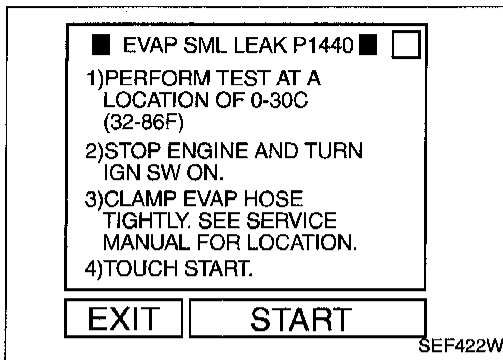 EVAP SML LEAK P1440
1)PERFORM TEST AT A
LOCATION OF 0-30C
(32-86F)
2)STOP ENGINE AND TURN
IGN SW ON.
3)CLAMP EVAP HOSE
TIGHTLY. SEE SERVICE
MANUAL FOR LOCATION.
4)TOUCH START.
EXIT START
SEF422W